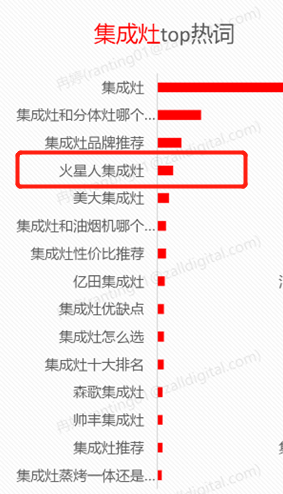 集成灶top热词
集成灶
集成灶和分体灶哪个...
集成灶品牌推荐
火星人集成灶
美大集成灶
集成灶和油烟机哪个...
集成灶性价比推荐
亿田集成灶
集成灶优缺点
集成灶怎么选
集成灶十大排名
森歌集成灶
帅丰集成灶
集成灶推荐
集成灶蒸烤一体还是...